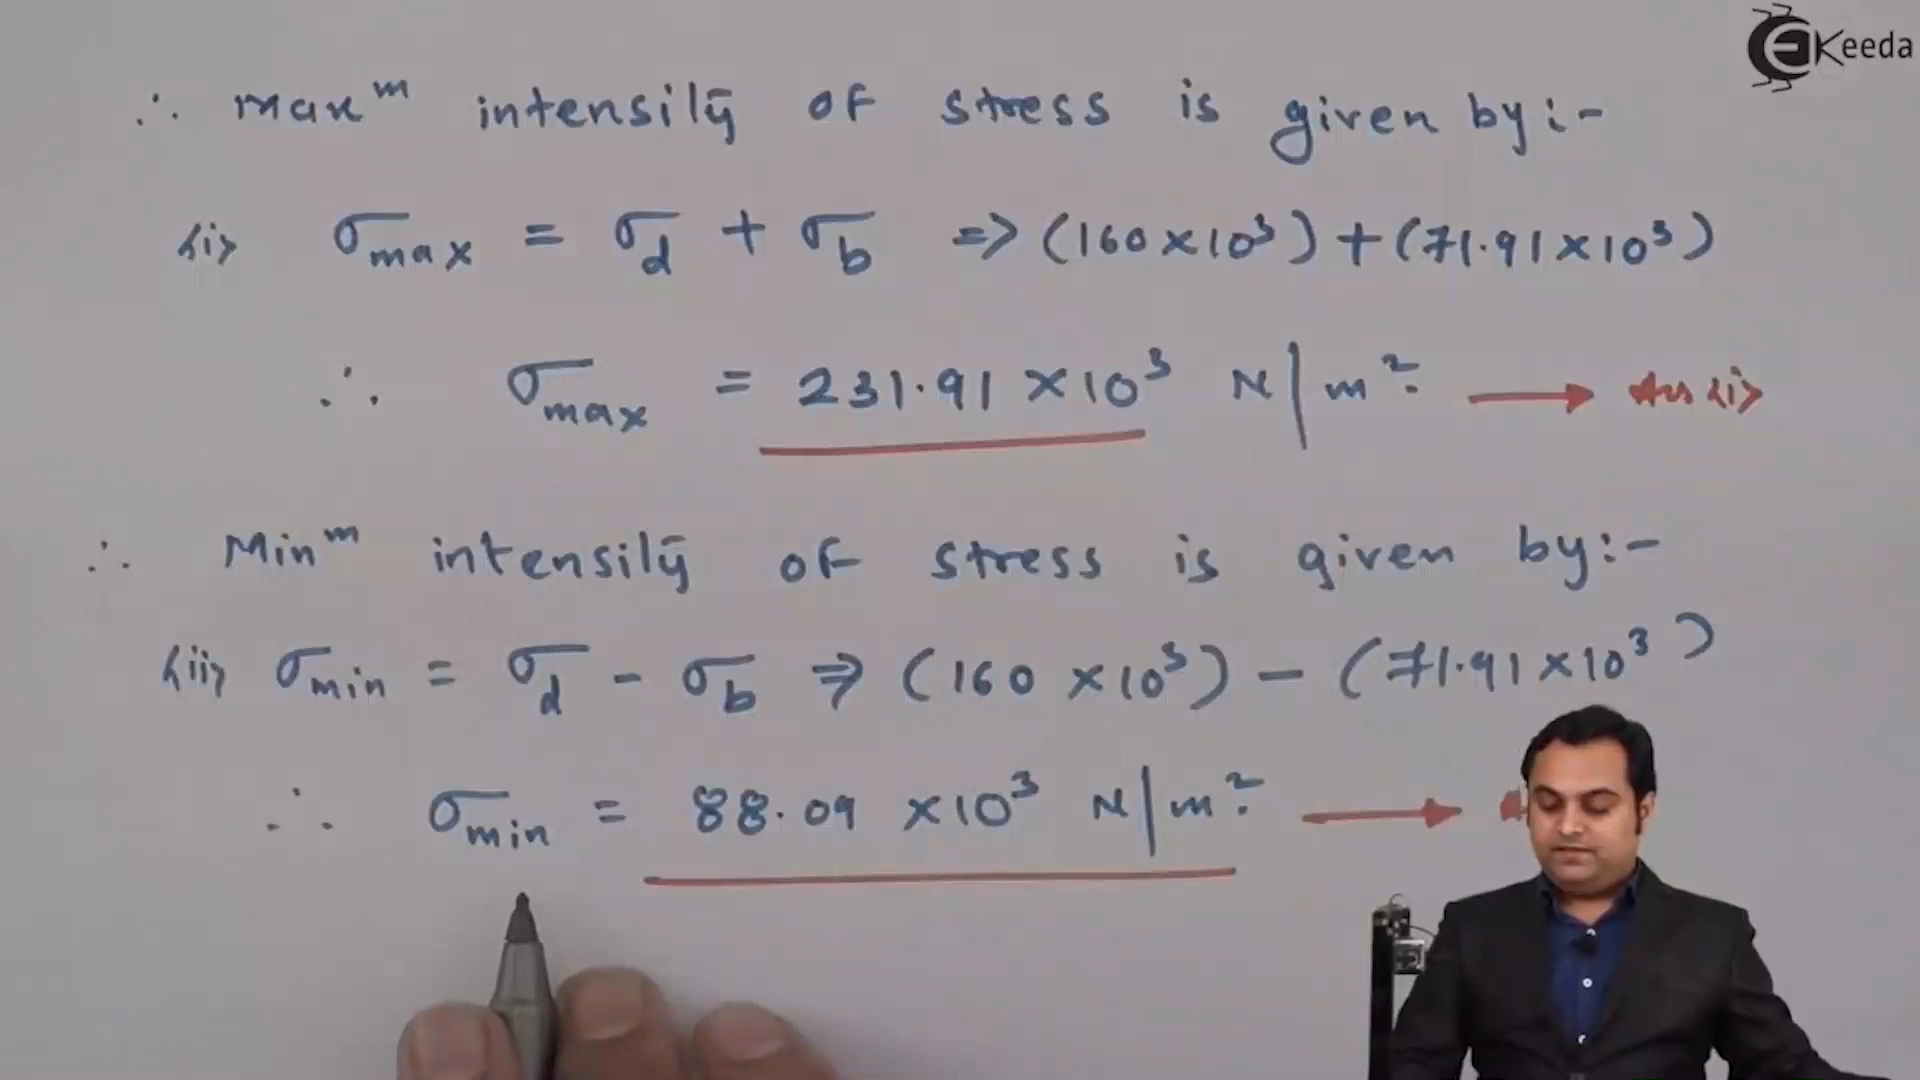 Keeda
∴ maxᵐ intensity of stress is given by:-
(i) σmax = σd + σb => (160×10³)+(71.91×10³)
∴ σmax = 231.91 ×10³ N/m². → Ans (i)
∴ Minᵐ intensity of stress is given by:-
(ii) σmin = σd - σb => (160 ×10³) - (71.91×10³)
∴ σmin = 88.09 ×10³ N/m². →